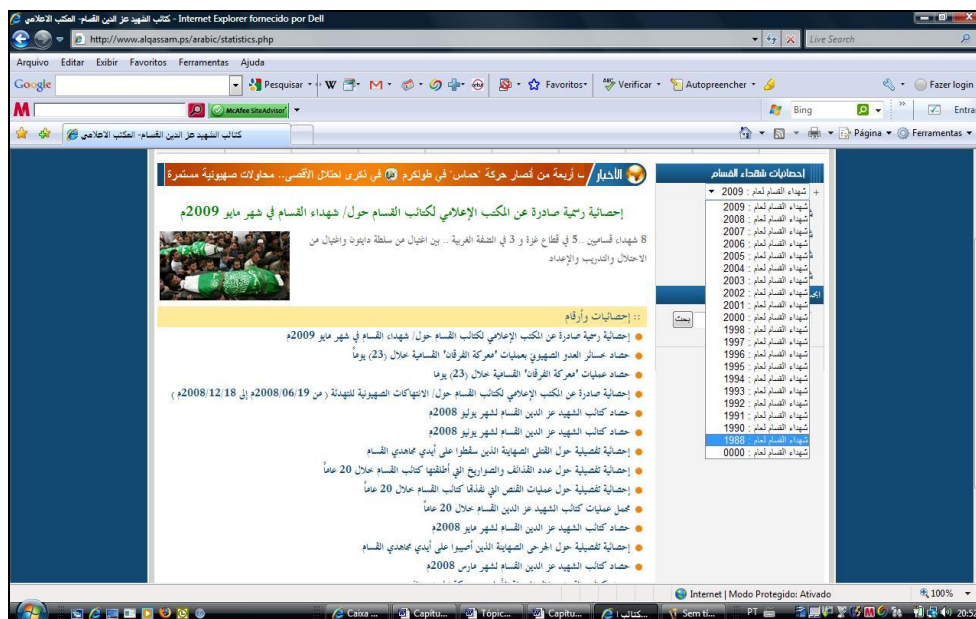 كتائب الشهيد عز الدين القسام- المكتب الاعلامي - Internet Explorer fornecido por Dell
http://www.alqassam.ps/arabic/statistics.php
Live Search
Arquivo Editar Exibir Favoritos Ferramentas Ajuda
Google
Pesquisar
Favoritos
Verificar
Autopreencher
Fazer login
McAfee SiteAdvisor
Bing
Entra
كتائب الشهيد عز الدين القسام- المكتب الاعلامي
Página Ferramentas
إحصائيات شهداء القسام
الأخبار
ب أربعة من أنصار حركة "حماس" في طولكرم في ذكرى احتلال الأقصى.. محاولات صهيونية مستمرة
+ شهداء القسام لعام : 2009
شهداء القسام لعام : 2009
شهداء القسام لعام : 2008
شهداء القسام لعام : 2007
شهداء القسام لعام : 2006
شهداء القسام لعام : 2005
شهداء القسام لعام : 2004
شهداء القسام لعام : 2003
شهداء القسام لعام : 2002
شهداء القسام لعام : 2001
شهداء القسام لعام : 2000
شهداء القسام لعام : 1998
شهداء القسام لعام : 1997
شهداء القسام لعام : 1996
شهداء القسام لعام : 1995
شهداء القسام لعام : 1994
شهداء القسام لعام : 1993
شهداء القسام لعام : 1992
شهداء القسام لعام : 1991
شهداء القسام لعام : 1990
شهداء القسام لعام : 1988
شهداء القسام لعام : 0000
بحث
إحصائية رسمية صادرة عن المكتب الإعلامي لكتائب القسام حول/ شهداء القسام في شهر مايو 2009م
8 شهداء قساميين ..5 في قطاع غزة و 3 في الضفة الغربية .. بين اغتيال من سلطة دايتون واغتيال من
الاحتلال والتدريب والإعداد
:: إحصائيات وأرقام
إحصائية رسمية صادرة عن المكتب الإعلامي لكتائب القسام حول/ شهداء القسام في شهر مايو 2009م
حصاد خسائر العدو الصهيوني بعمليات "معركة الفرقان" القسامية خلال (23) يوماً
حصاد عمليات "معركة الفرقان" القسامية خلال (23) يوما
إحصائية صادرة عن المكتب الإعلامي لكتائب القسام حول/ الانتهاكات الصهيونية للتهدئة ( من 2008/06/19م إلى 2008/12/18م )
حصاد كتائب الشهيد عز الدين القسام لشهر يوليو 2008م
حصاد كتائب الشهيد عز الدين القسام لشهر يونيو 2008م
إحصائية تفصيلية حول القتلى الصهاينة الذين سقطوا على أيدي مجاهدي القسام
إحصائية تفصيلية حول عدد القذائف والصواريخ التي أطلقتها كتائب القسام خلال 20 عاماً
إحصائية تفصيلية حول عمليات القنص التي نفذتها كتائب القسام خلال 20 عاماً
مجمل عمليات كتائب الشهيد عز الدين القسام خلال 20 عاماً
حصاد كتائب الشهيد عز الدين القسام لشهر مايو 2008م
إحصائية تفصيلية حول الجرحى الصهاينة الذين أصيبوا على أيدي مجاهدي القسام
حصاد كتائب الشهيد عز الدين القسام لشهر مارس 2008م
Internet | Modo Protegido: Ativado
100%
Caixa ...
Capitu...
Tópic...
Capitu...
كتائب ا...
Sem tí...
PT
20:52